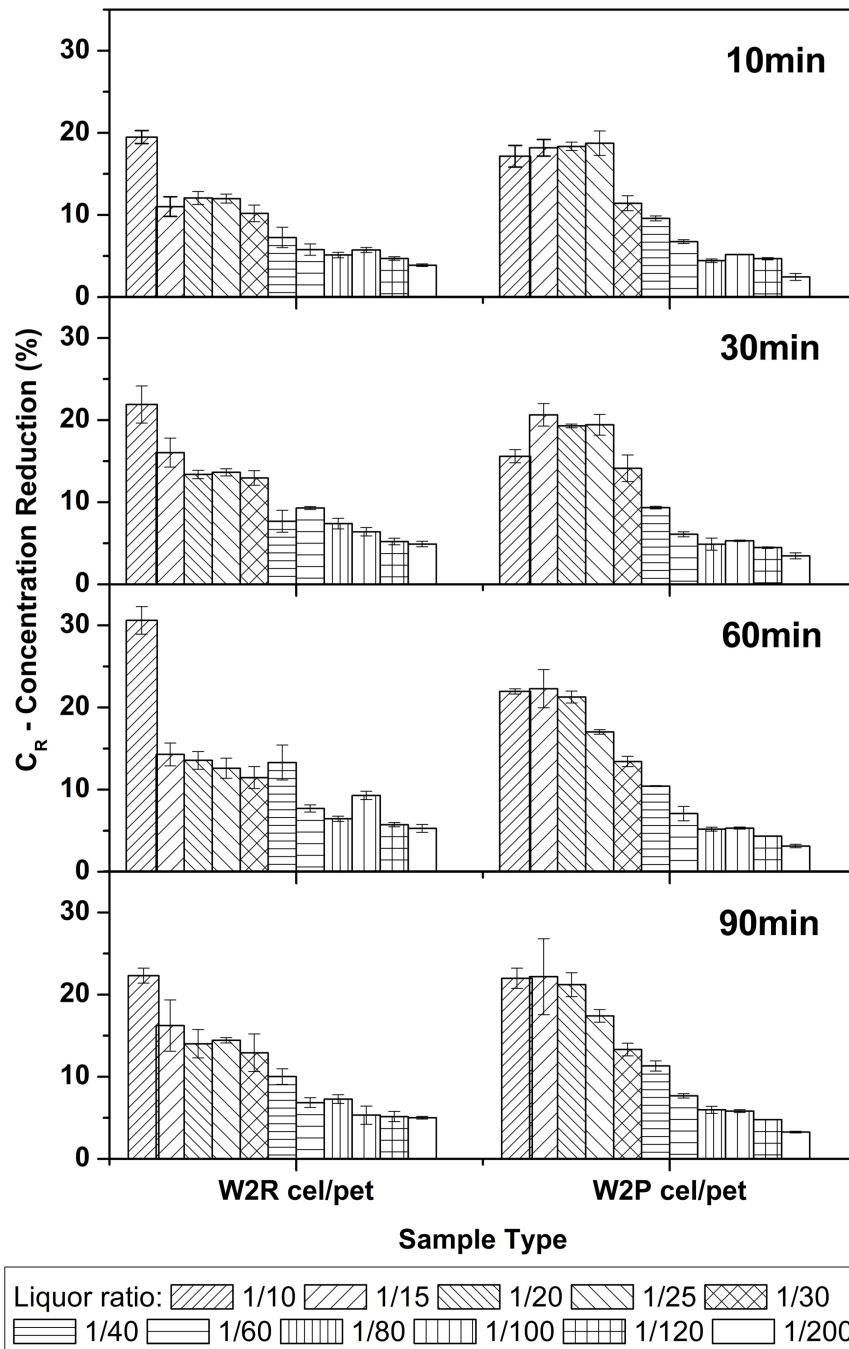 10min
30
20
10
0
30min
30
20
10
0
60min
30
20
10
0
90min
30
20
10
0
C_R - Concentration Reduction (%)
W2R cel/pet W2P cel/pet
Sample Type
Liquor ratio: 1/10 1/15 1/20 1/25 1/30
1/40 1/60 1/80 1/100 1/120 1/200